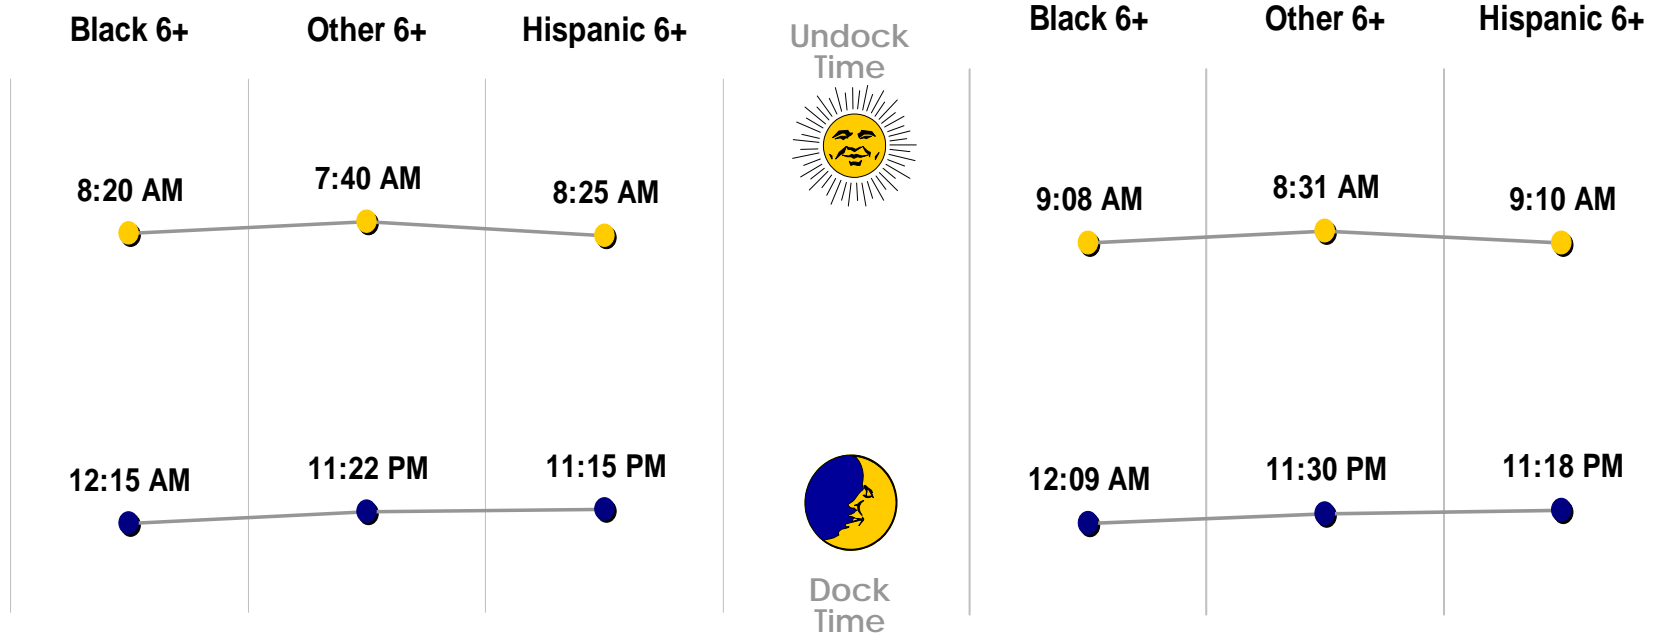 Black 6+ Other 6+ Hispanic 6+
8:20 AM 7:40 AM 8:25 AM
12:15 AM 11:22 PM 11:15 PM
Undock
Time
Dock
Time
Black 6+ Other 6+ Hispanic 6+
9:08 AM 8:31 AM 9:10 AM
12:09 AM 11:30 PM 11:18 PM